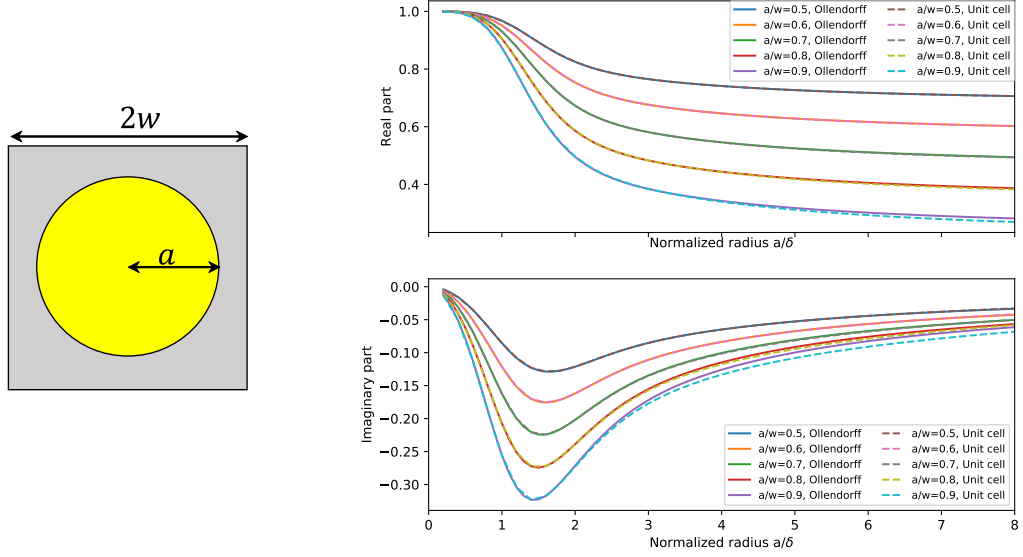 2w
a
Real part
1.0
0.8
0.6
0.4
a/w=0.5, Ollendorff
a/w=0.6, Ollendorff
a/w=0.7, Ollendorff
a/w=0.8, Ollendorff
a/w=0.9, Ollendorff
a/w=0.5, Unit cell
a/w=0.6, Unit cell
a/w=0.7, Unit cell
a/w=0.8, Unit cell
a/w=0.9, Unit cell
Normalized radius a/δ
Imaginary part
0.00
−0.05
−0.10
−0.15
−0.20
−0.25
−0.30
a/w=0.5, Ollendorff
a/w=0.6, Ollendorff
a/w=0.7, Ollendorff
a/w=0.8, Ollendorff
a/w=0.9, Ollendorff
a/w=0.5, Unit cell
a/w=0.6, Unit cell
a/w=0.7, Unit cell
a/w=0.8, Unit cell
a/w=0.9, Unit cell
0 1 2 3 4 5 6 7 8
Normalized radius a/δ